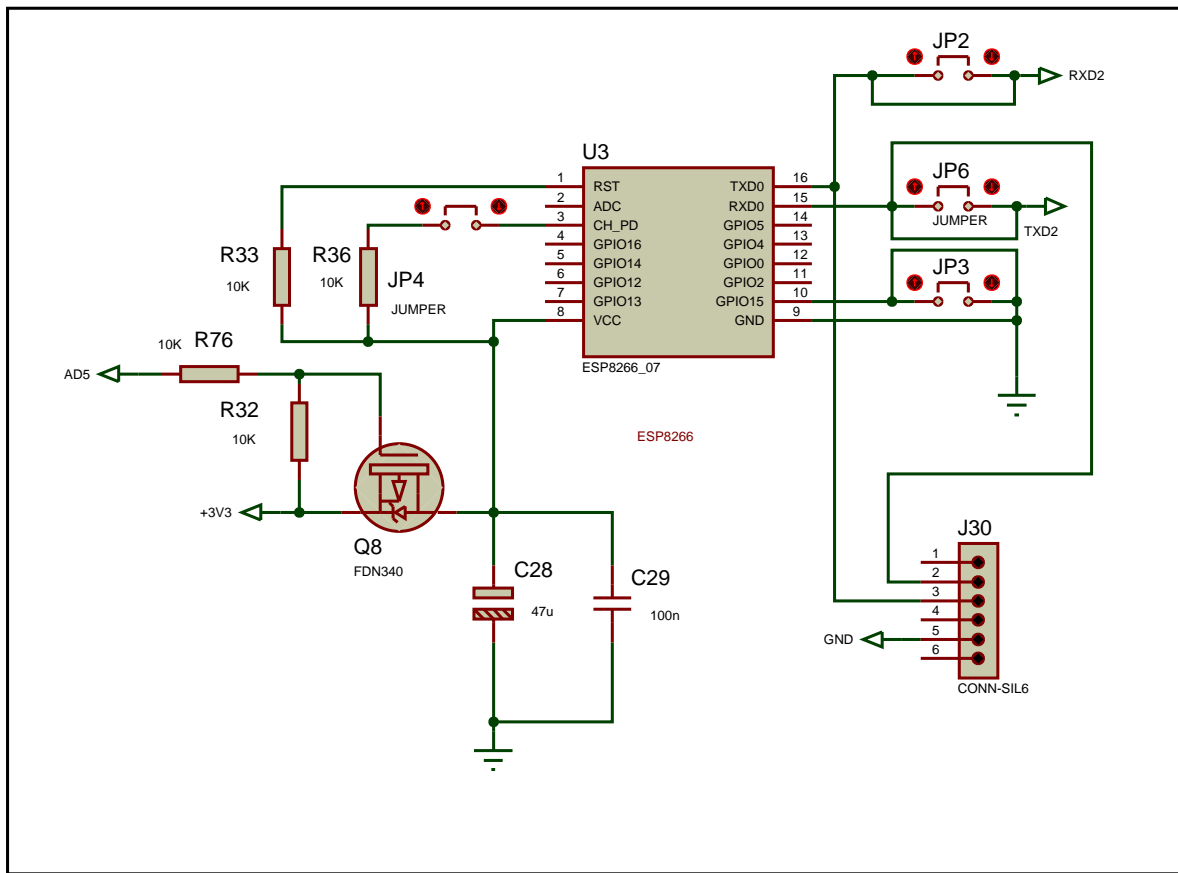 JP2
RXD2
U3
JP6
JUMPER
TXD2
JP3
1 RST TXD0 16
2 ADC RXD0 15
3 CH_PD GPIO5 14
4 GPIO16 GPIO4 13
5 GPIO14 GPIO0 12
6 GPIO12 GPIO2 11
7 GPIO13 GPIO15 10
8 VCC GND 9
ESP8266_07
R33
10K
R36
10K
JP4
JUMPER
10K R76
AD5
R32
10K
ESP8266
+3V3
Q8
FDN340
C28
47u
C29
100n
J30
1
2
3
4
GND 5
6
CONN-SIL6